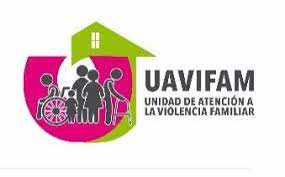 UAVIFAM
UNIDAD DE ATENCIÓN A
LA VIOLENCIA FAMILIAR